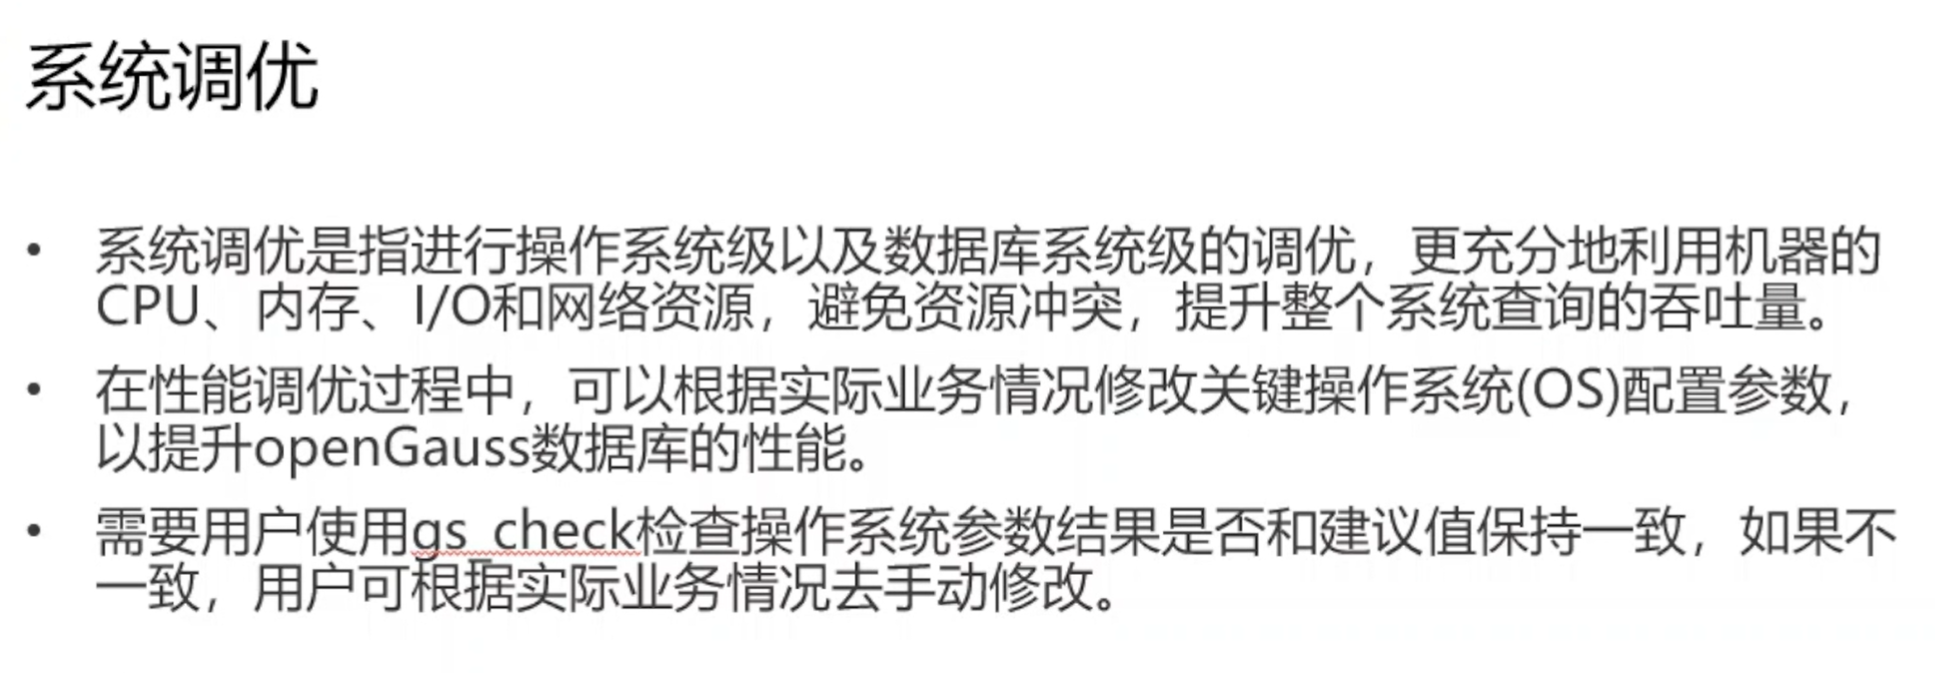 系统调优
• 系统调优是指进行操作系统级以及数据库系统级的调优，更充分地利用机器的
CPU、内存、I/O和网络资源，避免资源冲突，提升整个系统查询的吞吐量。
• 在性能调优过程中，可以根据实际业务情况修改关键操作系统(OS)配置参数，
以提升openGauss数据库的性能。
• 需要用户使用gs_check检查操作系统参数结果是否和建议值保持一致，如果不
一致，用户可根据实际业务情况去手动修改。